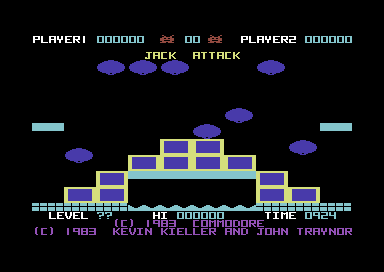 PLAYER1 000000 00 PLAYER2 000000
JACK ATTACK
LEVEL ?? HI 000000 TIME 0924
(C) 1983 COMMODORE
(C) 1983 KEVIN KIELLER AND JOHN TRAYNOR